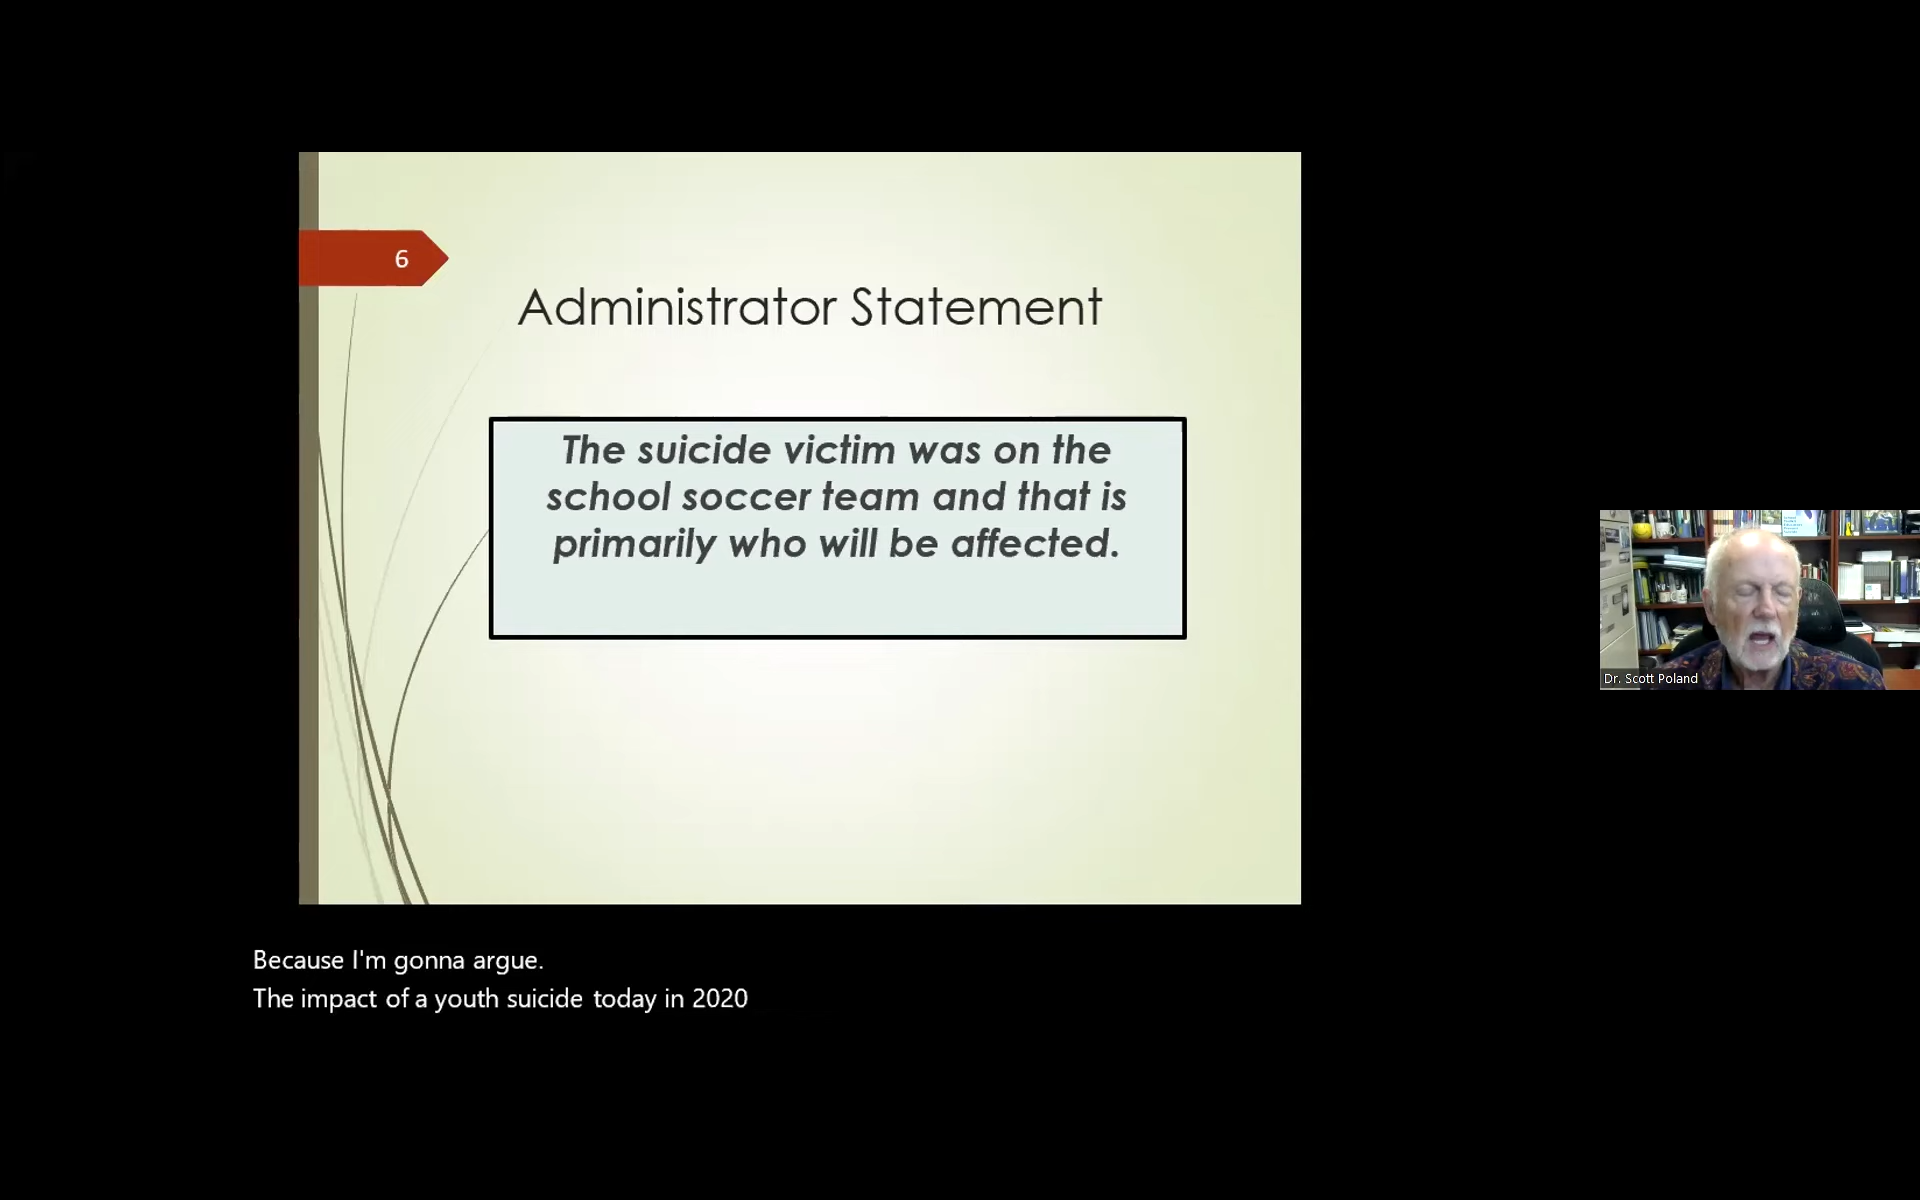 6
Administrator Statement
The suicide victim was on the
school soccer team and that is
primarily who will be affected.
Dr. Scott Poland
Because I'm gonna argue.
The impact of a youth suicide today in 2020